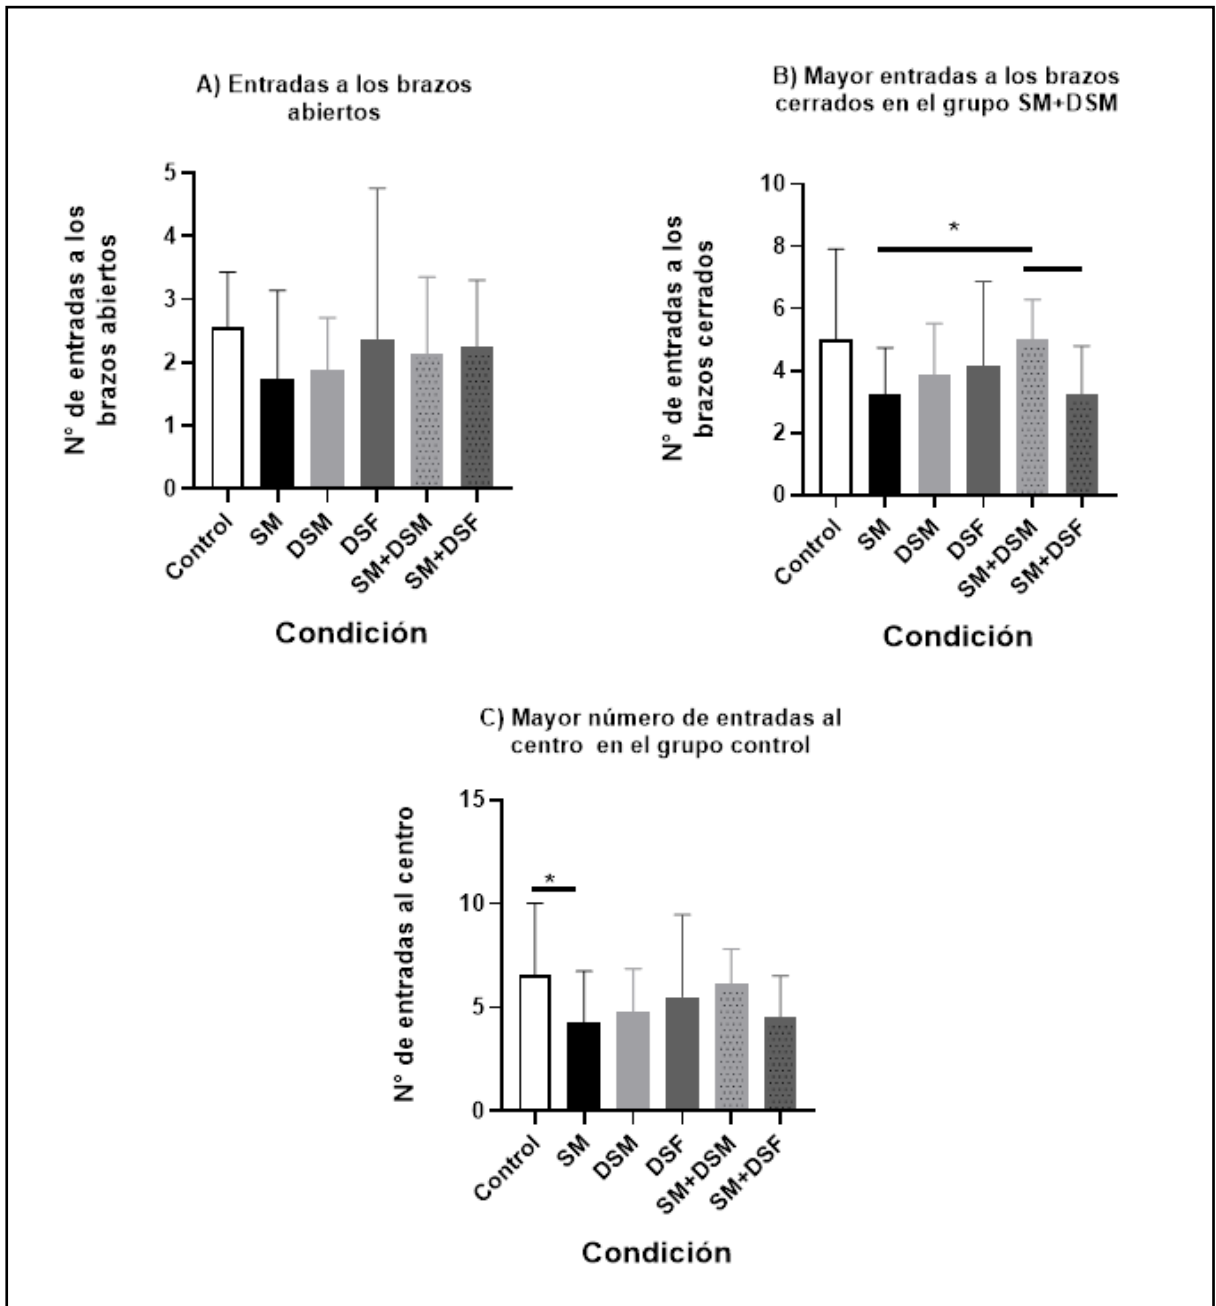 A) Entradas a los brazos
abiertos
N° de entradas a los
brazos abiertos
5
4
3
2
1
0
Control
SM
DSM
DSF
SM+DSM
SM+DSF
Condición
B) Mayor entradas a los brazos
cerrados en el grupo SM+DSM
N° de entradas a los
brazos cerrados
10
8
6
4
2
0
*
Control
SM
DSM
DSF
SM+DSM
SM+DSF
Condición
C) Mayor número de entradas al
centro en el grupo control
N° de entradas al centro
15
10
5
0
*
Control
SM
DSM
DSF
SM+DSM
SM+DSF
Condición